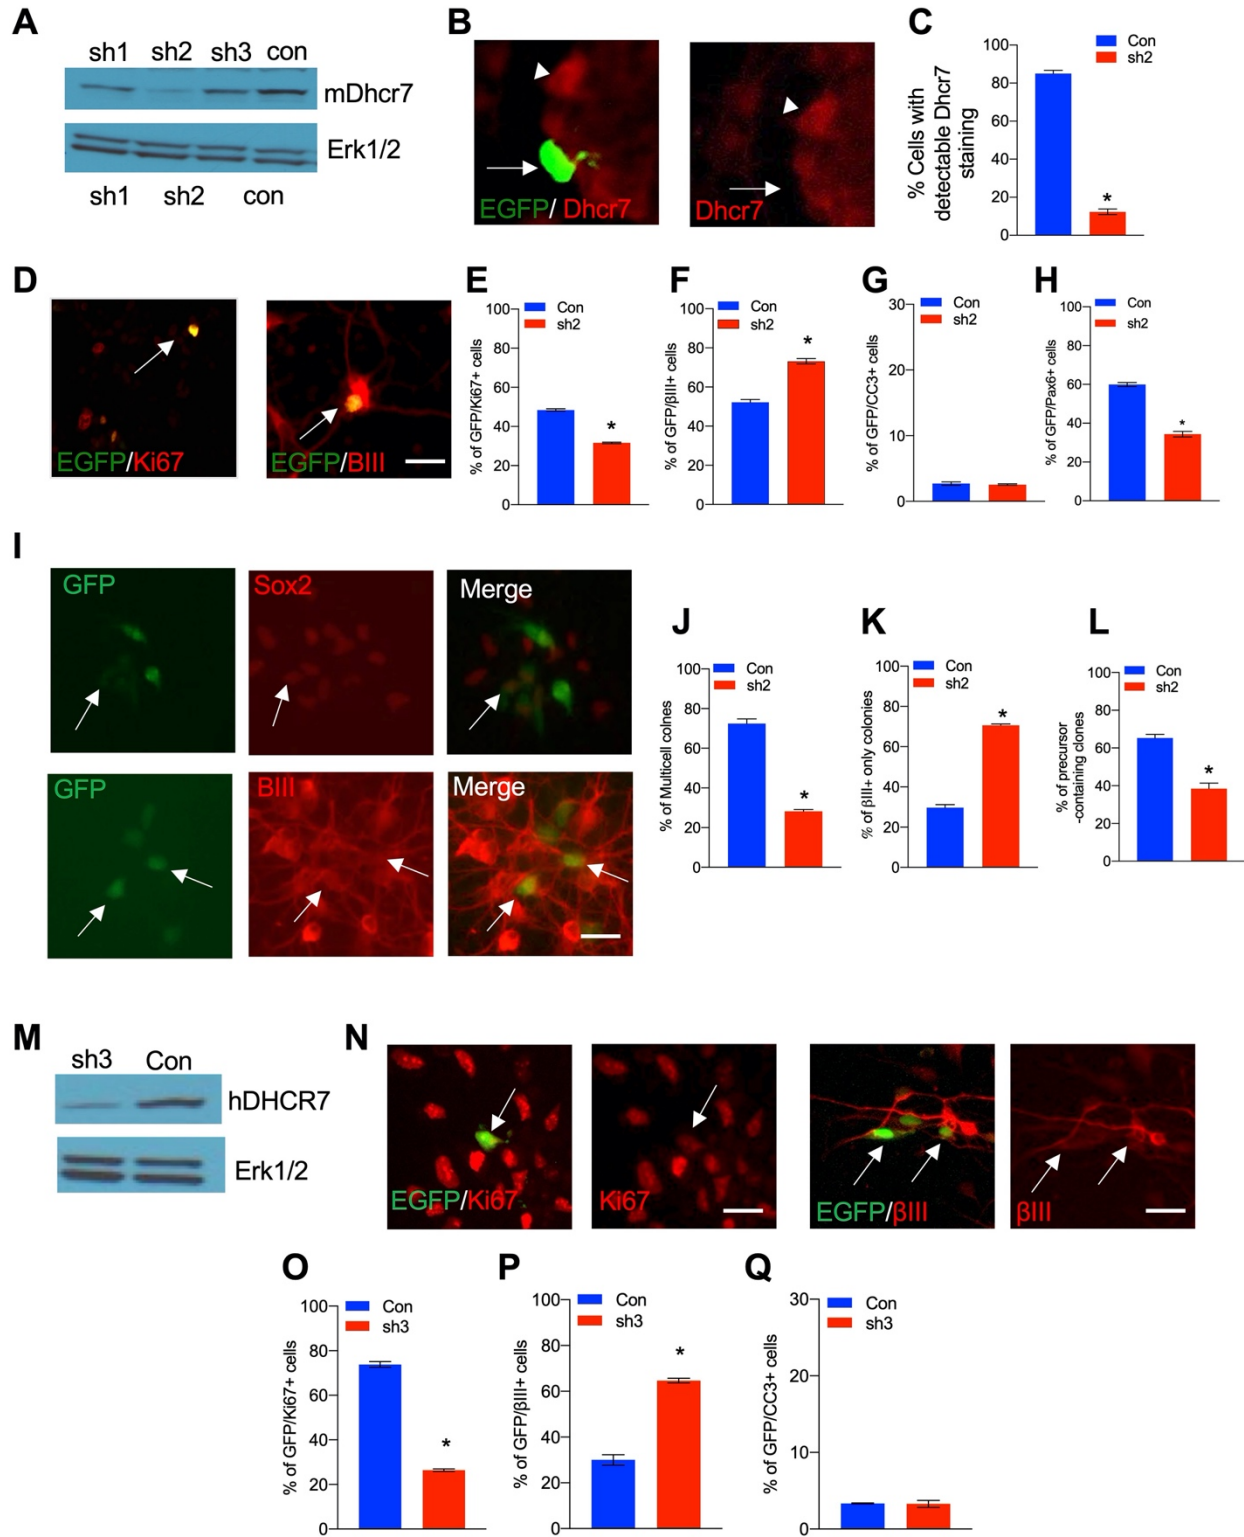 A
sh1 sh2 sh3 con
mDhcr7
Erk1/2
sh1 sh2 con
B
EGFP/ Dhcr7
Dhcr7
C
Con
sh2
100
80
60
40
20
0
% Cells with
detectable Dhcr7
staining
*
D
EGFP/Ki67
EGFP/BIII
E
Con
sh2
100
80
60
40
20
0
% of GFP/Ki67+ cells
*
F
Con
sh2
100
80
60
40
20
0
% of GFP/βIII+ cells
*
G
Con
sh2
30
20
10
0
% of GFP/CC3+ cells
H
Con
sh2
100
80
60
40
20
0
% of GFP/Pax6+ cells
*
I
GFP
Sox2
Merge
GFP
BIII
Merge
J
Con
sh2
100
80
60
40
20
0
% of Multicell colnes
*
K
Con
sh2
100
80
60
40
20
0
% of βIII+ only colonies
*
L
Con
sh2
100
80
60
40
20
0
% of precursor
-containing clones
*
M
sh3 Con
hDHCR7
Erk1/2
N
EGFP/Ki67
Ki67
EGFP/βIII
βIII
O
Con
sh3
100
80
60
40
20
0
% of GFP/Ki67+ cells
*
P
Con
sh3
100
80
60
40
20
0
% of GFP/βIII+ cells
*
Q
Con
sh3
30
20
10
0
% of GFP/CC3+ cells